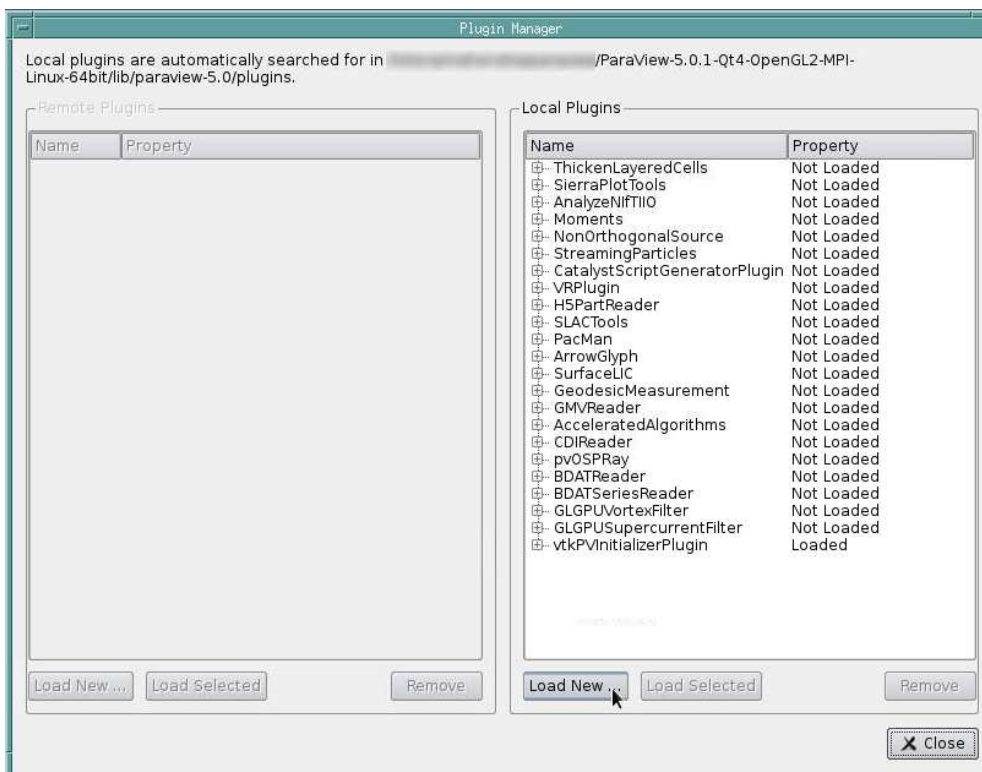 Plugin Manager
Local plugins are automatically searched for in /ParaView-5.0.1-Qt4-OpenGL2-MPI-
Linux-64bit/lib/paraview-5.0/plugins.
Remote Plugins
Name Property
Load New ... Load Selected Remove
Local Plugins
Name Property
ThickenLayeredCells Not Loaded
SierraPlotTools Not Loaded
AnalyzeNIfTIIO Not Loaded
Moments Not Loaded
NonOrthogonalSource Not Loaded
StreamingParticles Not Loaded
CatalystScriptGeneratorPlugin Not Loaded
VRPlugin Not Loaded
H5PartReader Not Loaded
SLACTools Not Loaded
PacMan Not Loaded
ArrowGlyph Not Loaded
SurfaceLIC Not Loaded
GeodesicMeasurement Not Loaded
GMVReader Not Loaded
AcceleratedAlgorithms Not Loaded
CDIReader Not Loaded
pvOSPRay Not Loaded
BDATReader Not Loaded
BDATSeriesReader Not Loaded
GLGPUVortexFilter Not Loaded
GLGPUSupercurrentFilter Not Loaded
vtkPVInitializerPlugin Loaded
Load New ... Load Selected Remove
Close